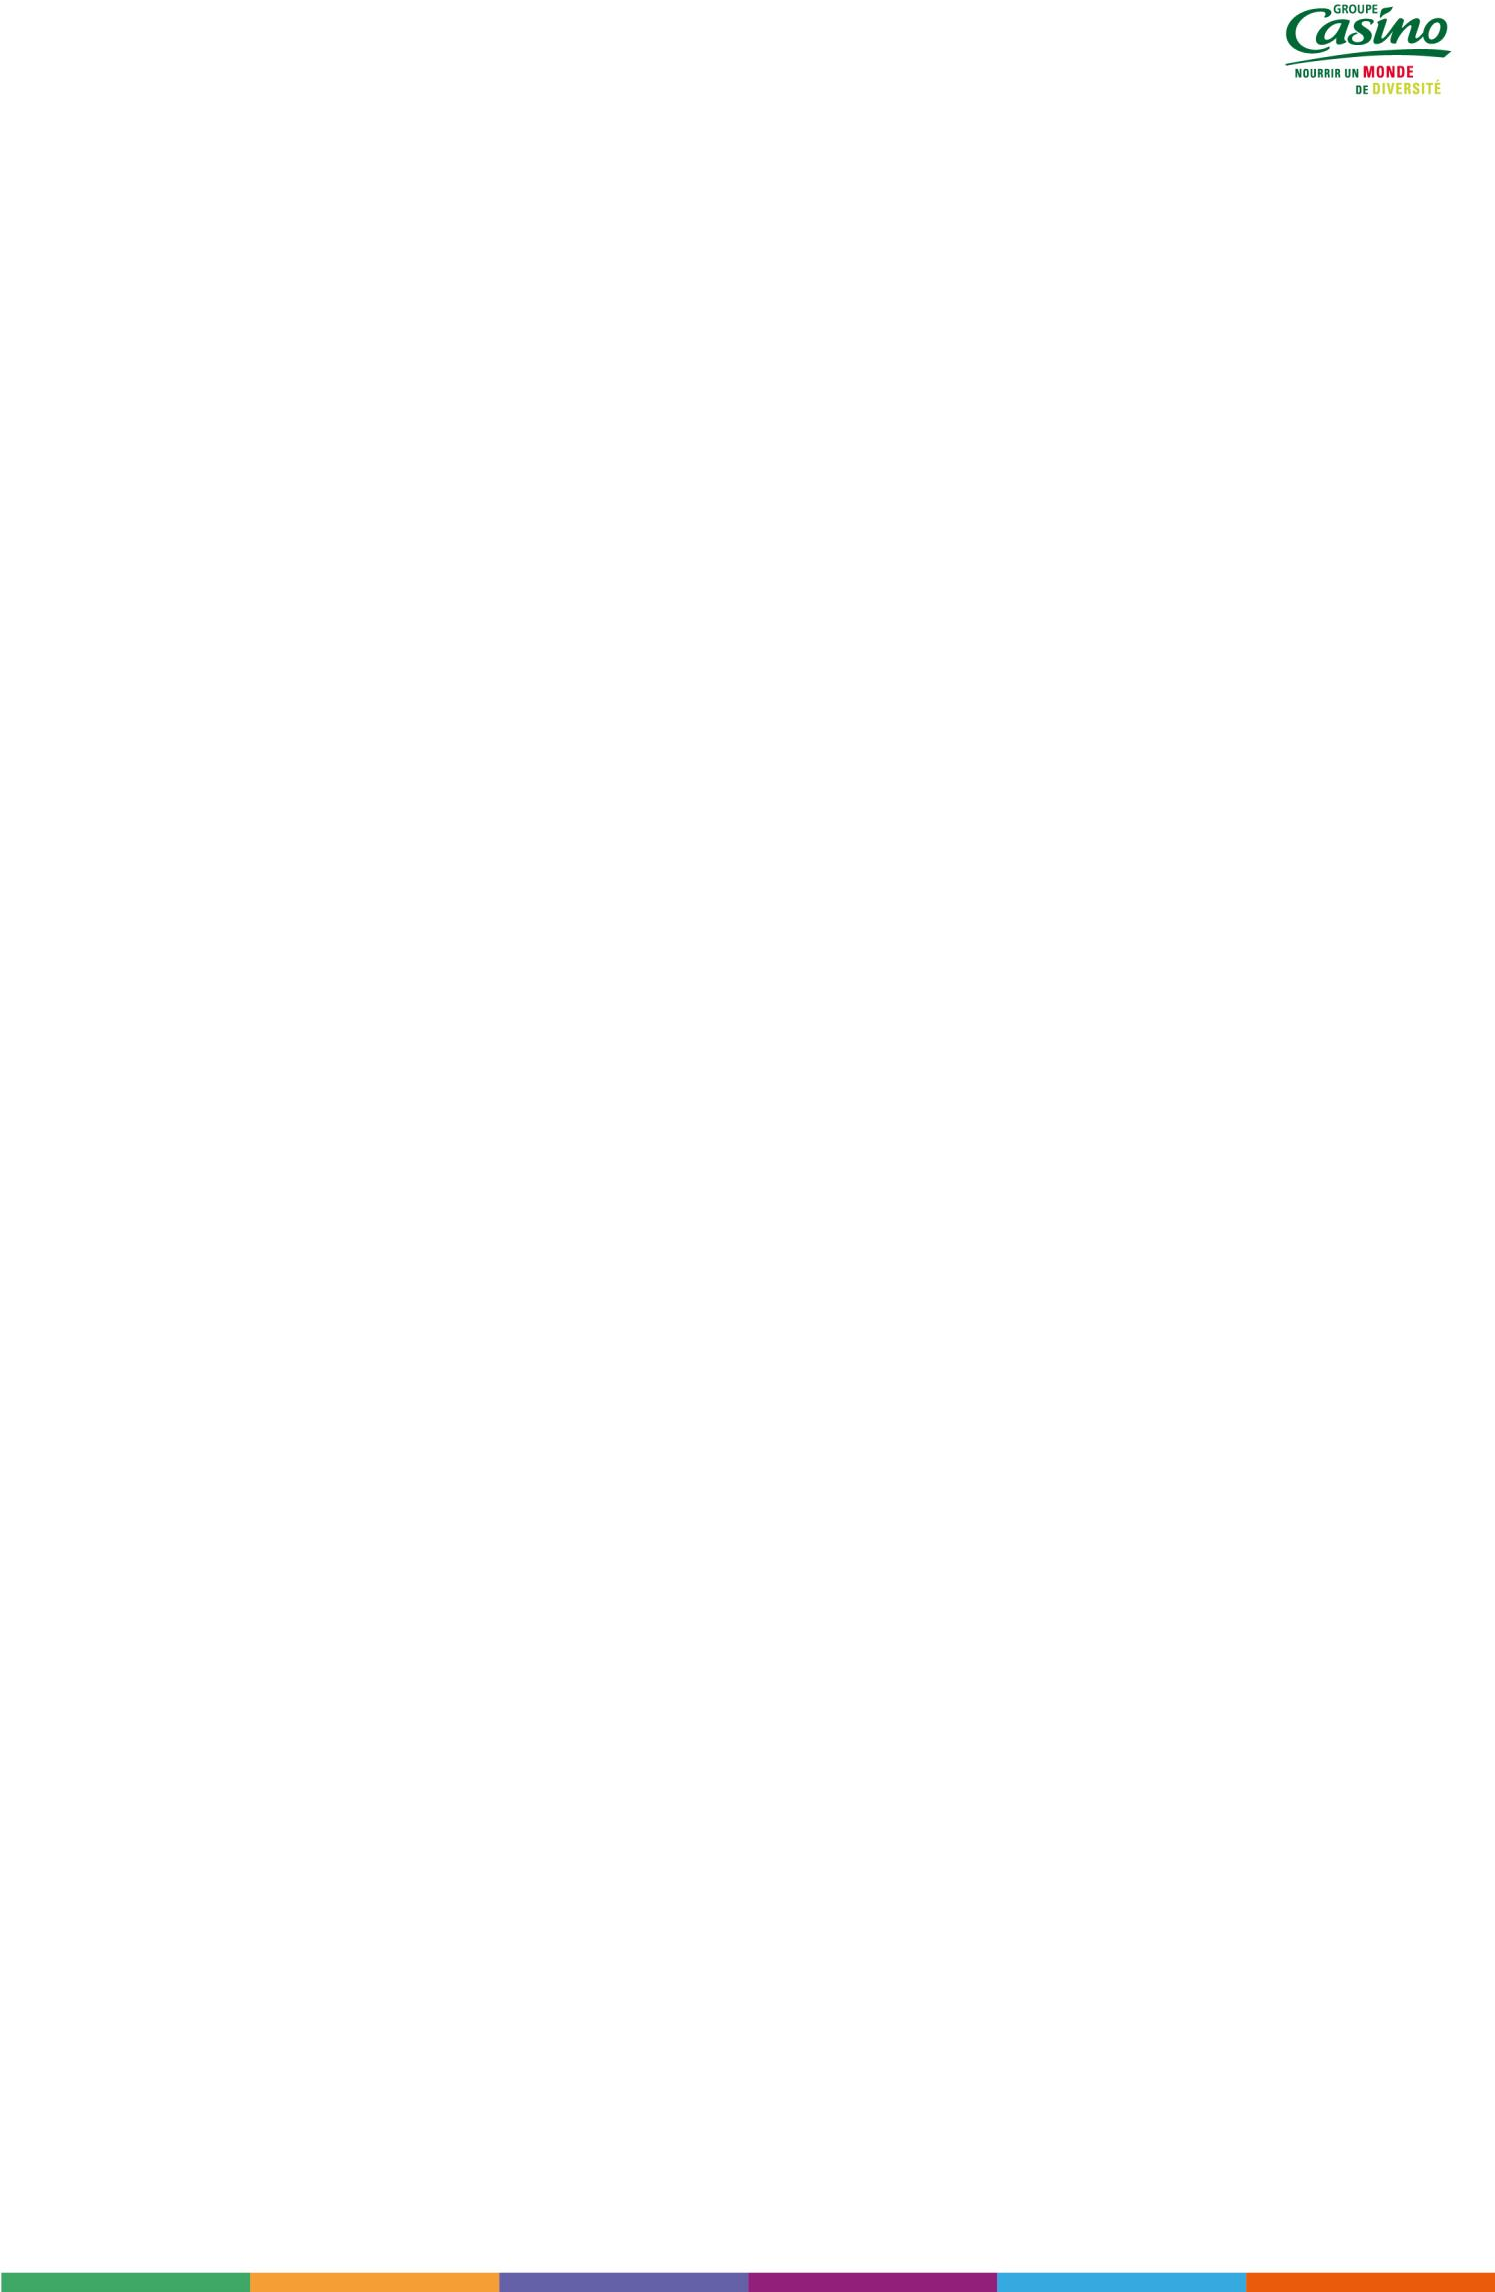 GROUPE
Casino
NOURRIR UN MONDE
DE DIVERSITÉ